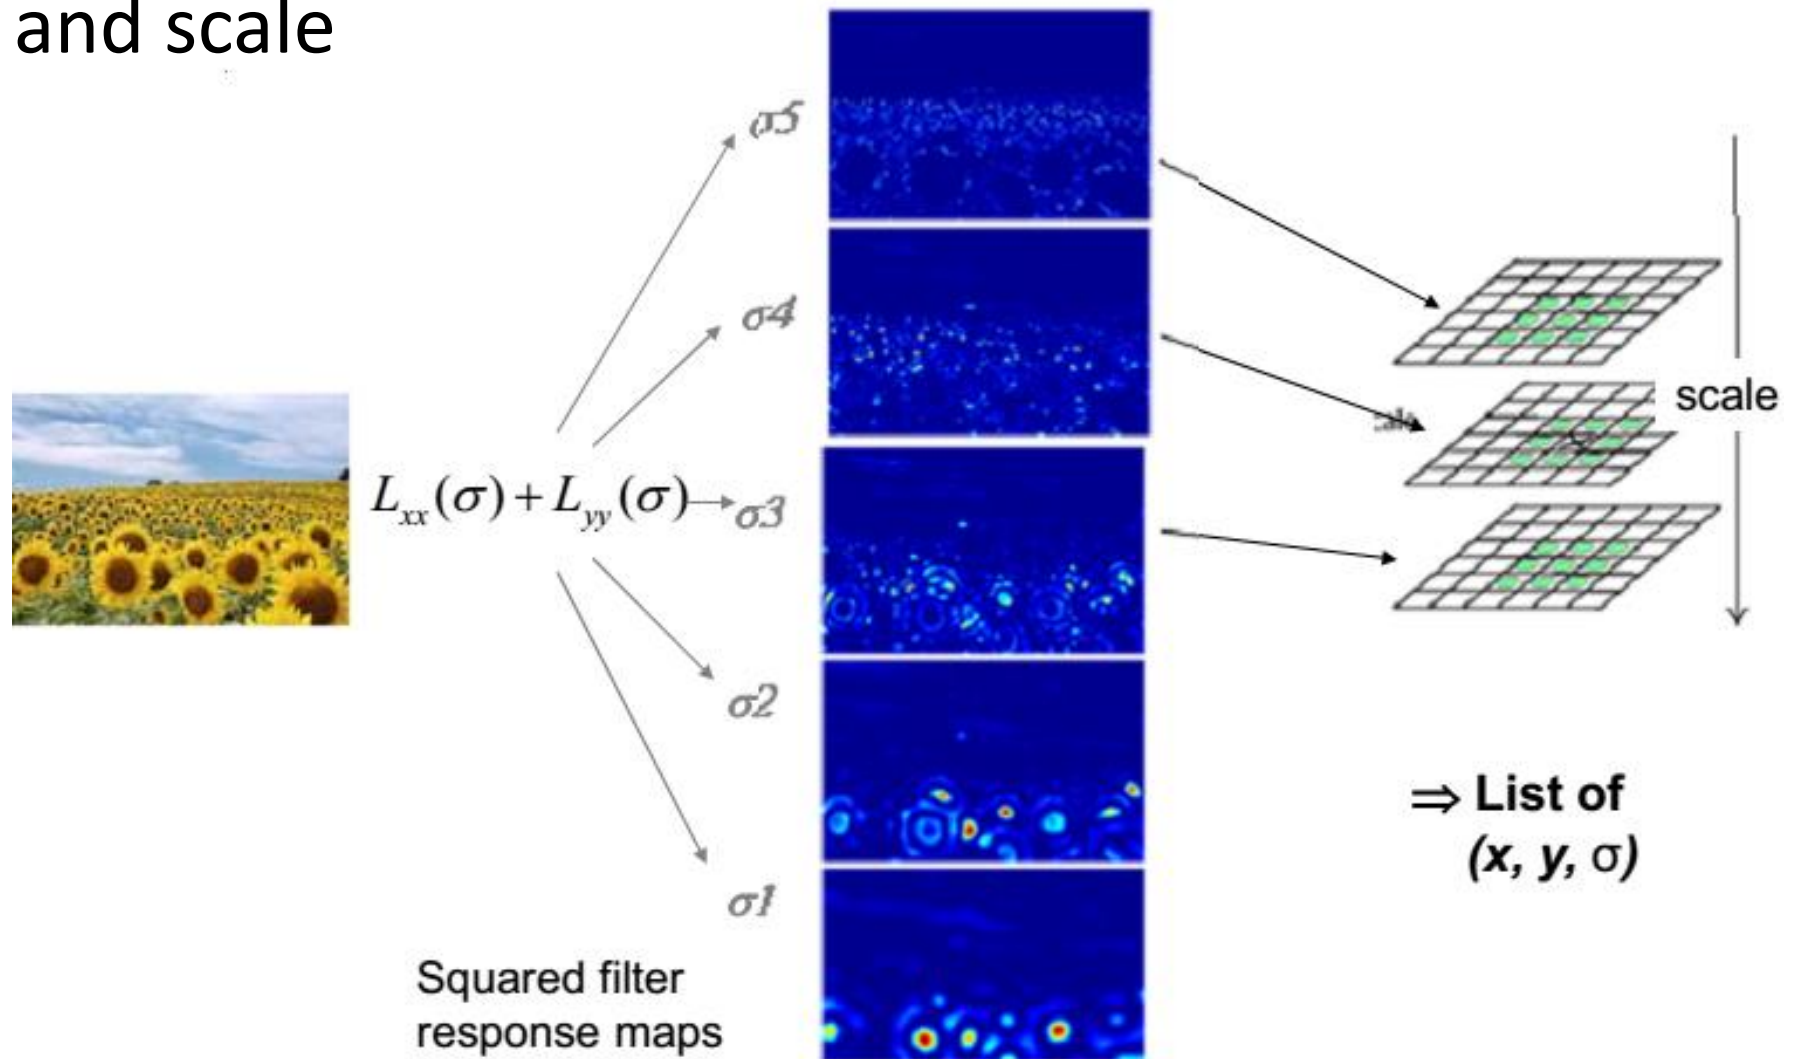 and scale
σ5
σ4
L_xx(σ) + L_yy(σ)
σ3
σ2
σ1
Squared filter
response maps
scale
⇒ List of
(x, y, σ)